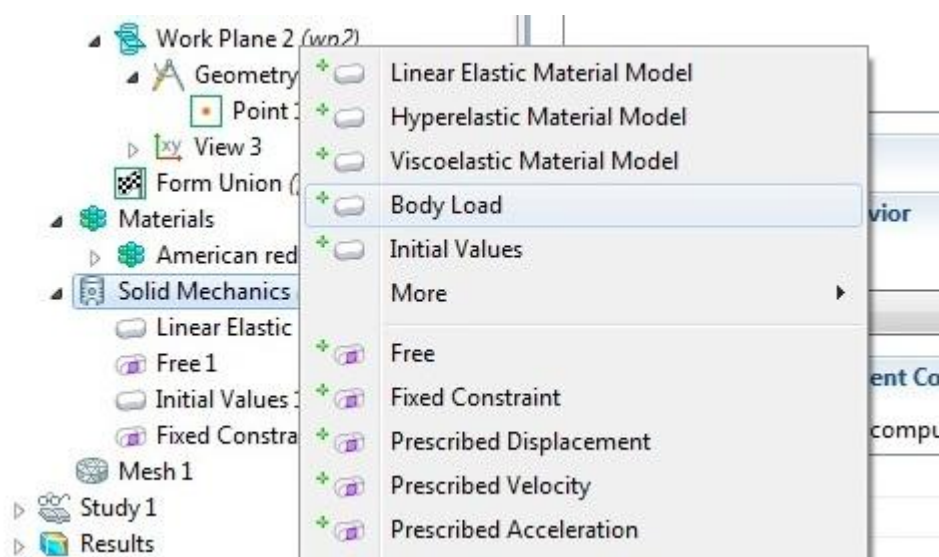 Work Plane 2 (wp2)
Geometry
Point 1
View 3
Form Union
Materials
American red
Solid Mechanics
Linear Elastic
Free 1
Initial Values 1
Fixed Constra
Mesh 1
Study 1
Results
Linear Elastic Material Model
Hyperelastic Material Model
Viscoelastic Material Model
Body Load
Initial Values
More
Free
Fixed Constraint
Prescribed Displacement
Prescribed Velocity
Prescribed Acceleration
vior
ent Co
compu